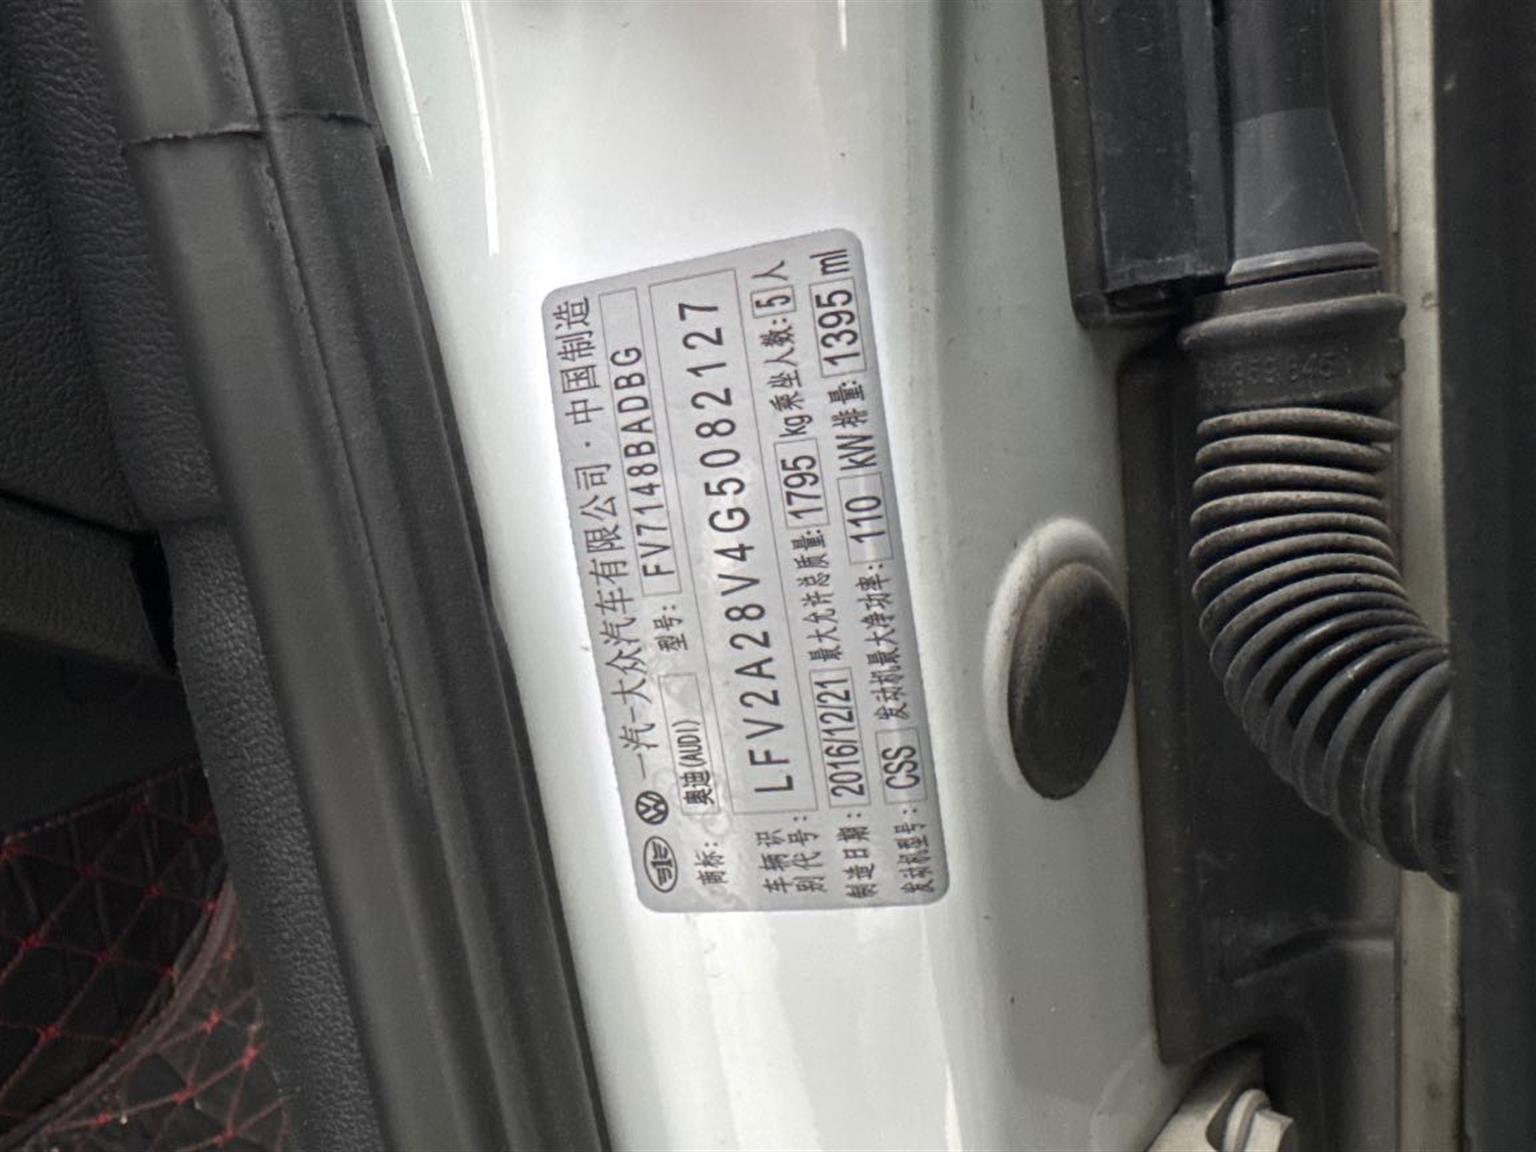 一汽-大众汽车有限公司·中国制造
商标: 奥迪(AUDI) 型号: FV7148BADBG
车辆识别代号: LFV2A28V4G5082127
制造日期: 2016/12/21 最大允许总质量: 1795 kg 乘坐人数: 5 人
发动机型号: CSS 发动机最大净功率: 110 kW 排量: 1395 ml